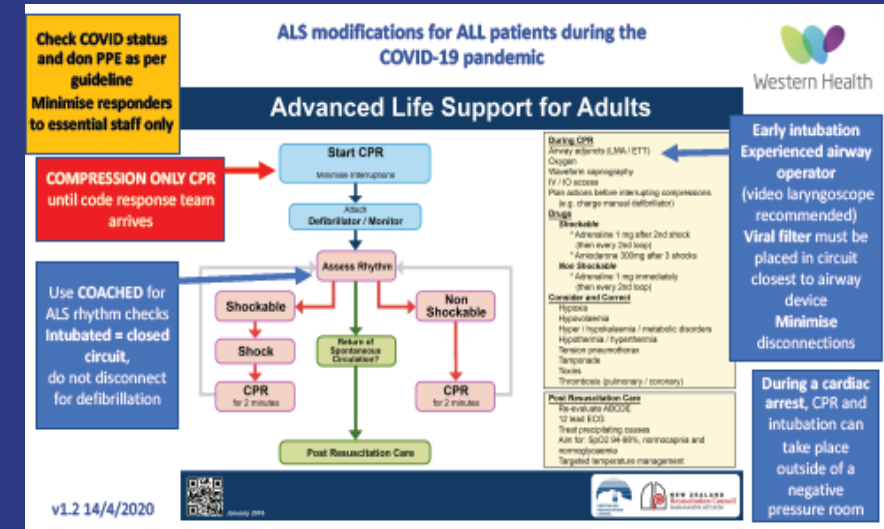 ALS modifications for ALL patients during the
COVID-19 pandemic
Check COVID status
and don PPE as per
guideline
Minimise responders
to essential staff only
Western Health
Advanced Life Support for Adults
COMPRESSION ONLY CPR
until code response team
arrives
Start CPR
Minimise Interruptions
Attach
Defibrillator / Monitor
Assess Rhythm
Shockable
Non
Shockable
Shock
Return of
Spontaneous
Circulation?
CPR
for 2 minutes
CPR
for 2 minutes
Post Resuscitation Care
Use COACHED for
ALS rhythm checks
Intubated = closed
circuit,
do not disconnect
for defibrillation
During CPR
Airway adjuncts (LMA / ETT)
Oxygen
Waveform capnography
IV / IO access
Plan actions before interrupting compressions
(e.g. charge manual defibrillator)
Drugs
Shockable
* Adrenaline 1 mg after 2nd shock
(then every 2nd loop)
* Amiodarone 300mg after 3 shocks
Non Shockable
* Adrenaline 1 mg immediately
(then every 2nd loop)
Consider and Correct
Hypoxia
Hypovolaemia
Hyper / hypokalaemia / metabolic disorders
Hypothermia / hyperthermia
Tension pneumothorax
Tamponade
Toxins
Thrombosis (pulmonary / coronary)
Post Resuscitation Care
Re-evaluate ABCDE
12 lead ECG
Treat precipitating causes
Aim for: SpO2 94-98%, normocapnia and
normoglycaemia
Targeted temperature management
Early intubation
Experienced airway
operator
(video laryngoscope
recommended)
Viral filter must be
placed in circuit
closest to airway
device
Minimise
disconnections
During a cardiac
arrest, CPR and
intubation can
take place
outside of a
negative
pressure room
v1.2 14/4/2020
January 2016
NEW ZEALAND
Resuscitation Council